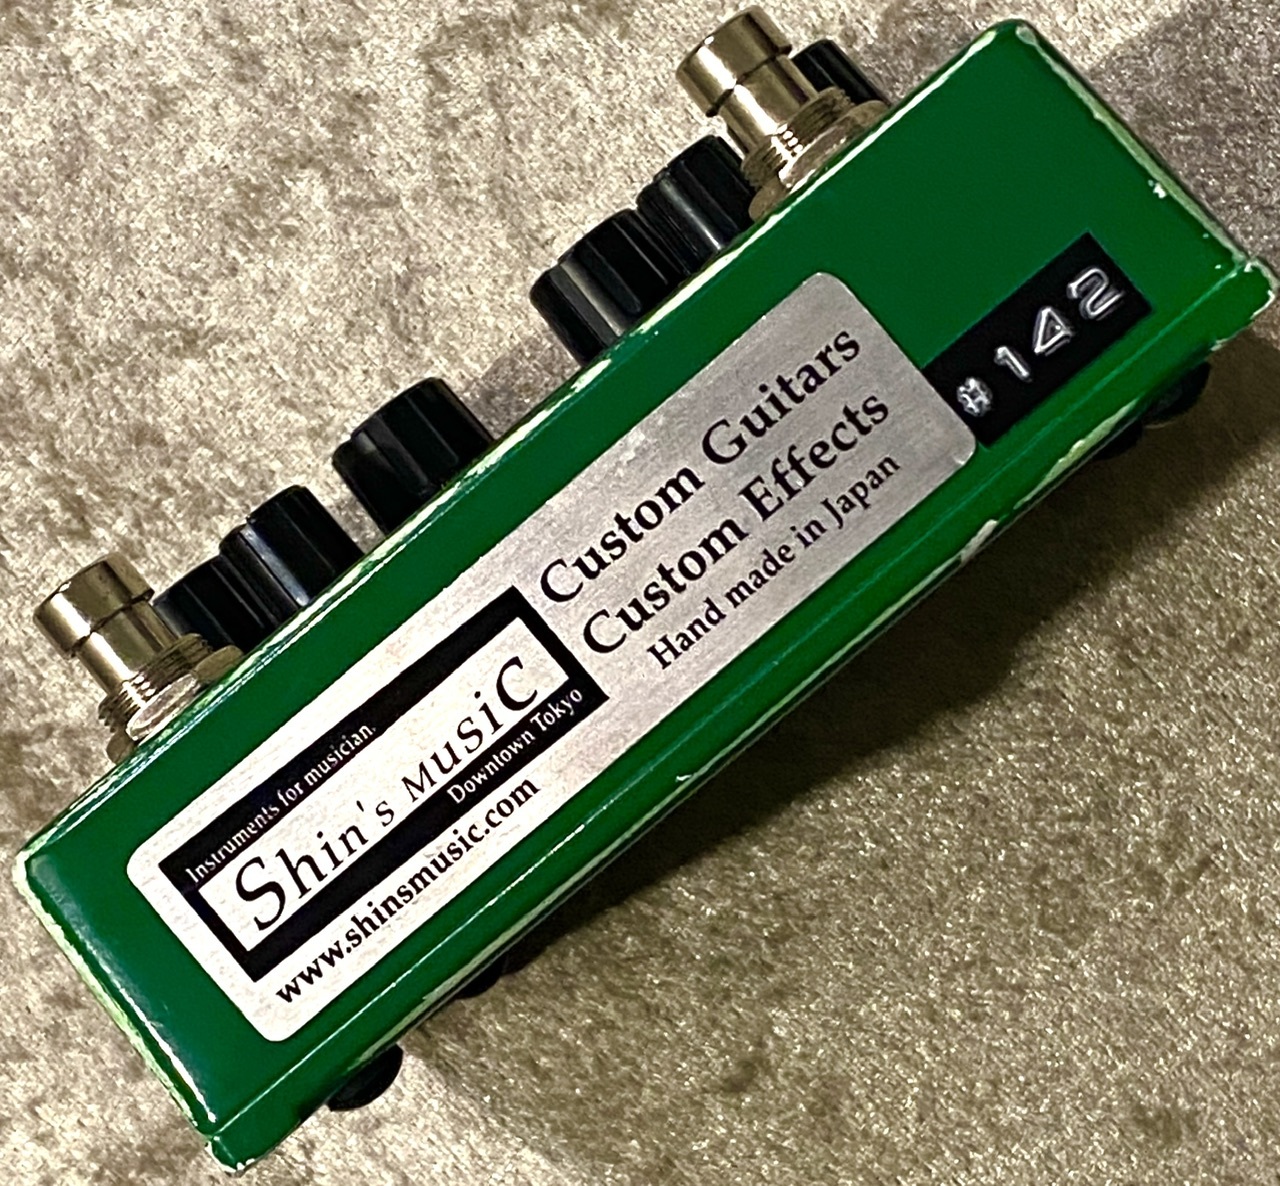 Instruments for musician.
Shin's MusiC
Downtown Tokyo
www.shinsmusic.com
Custom Guitars
Custom Effects
Hand made in Japan
#142